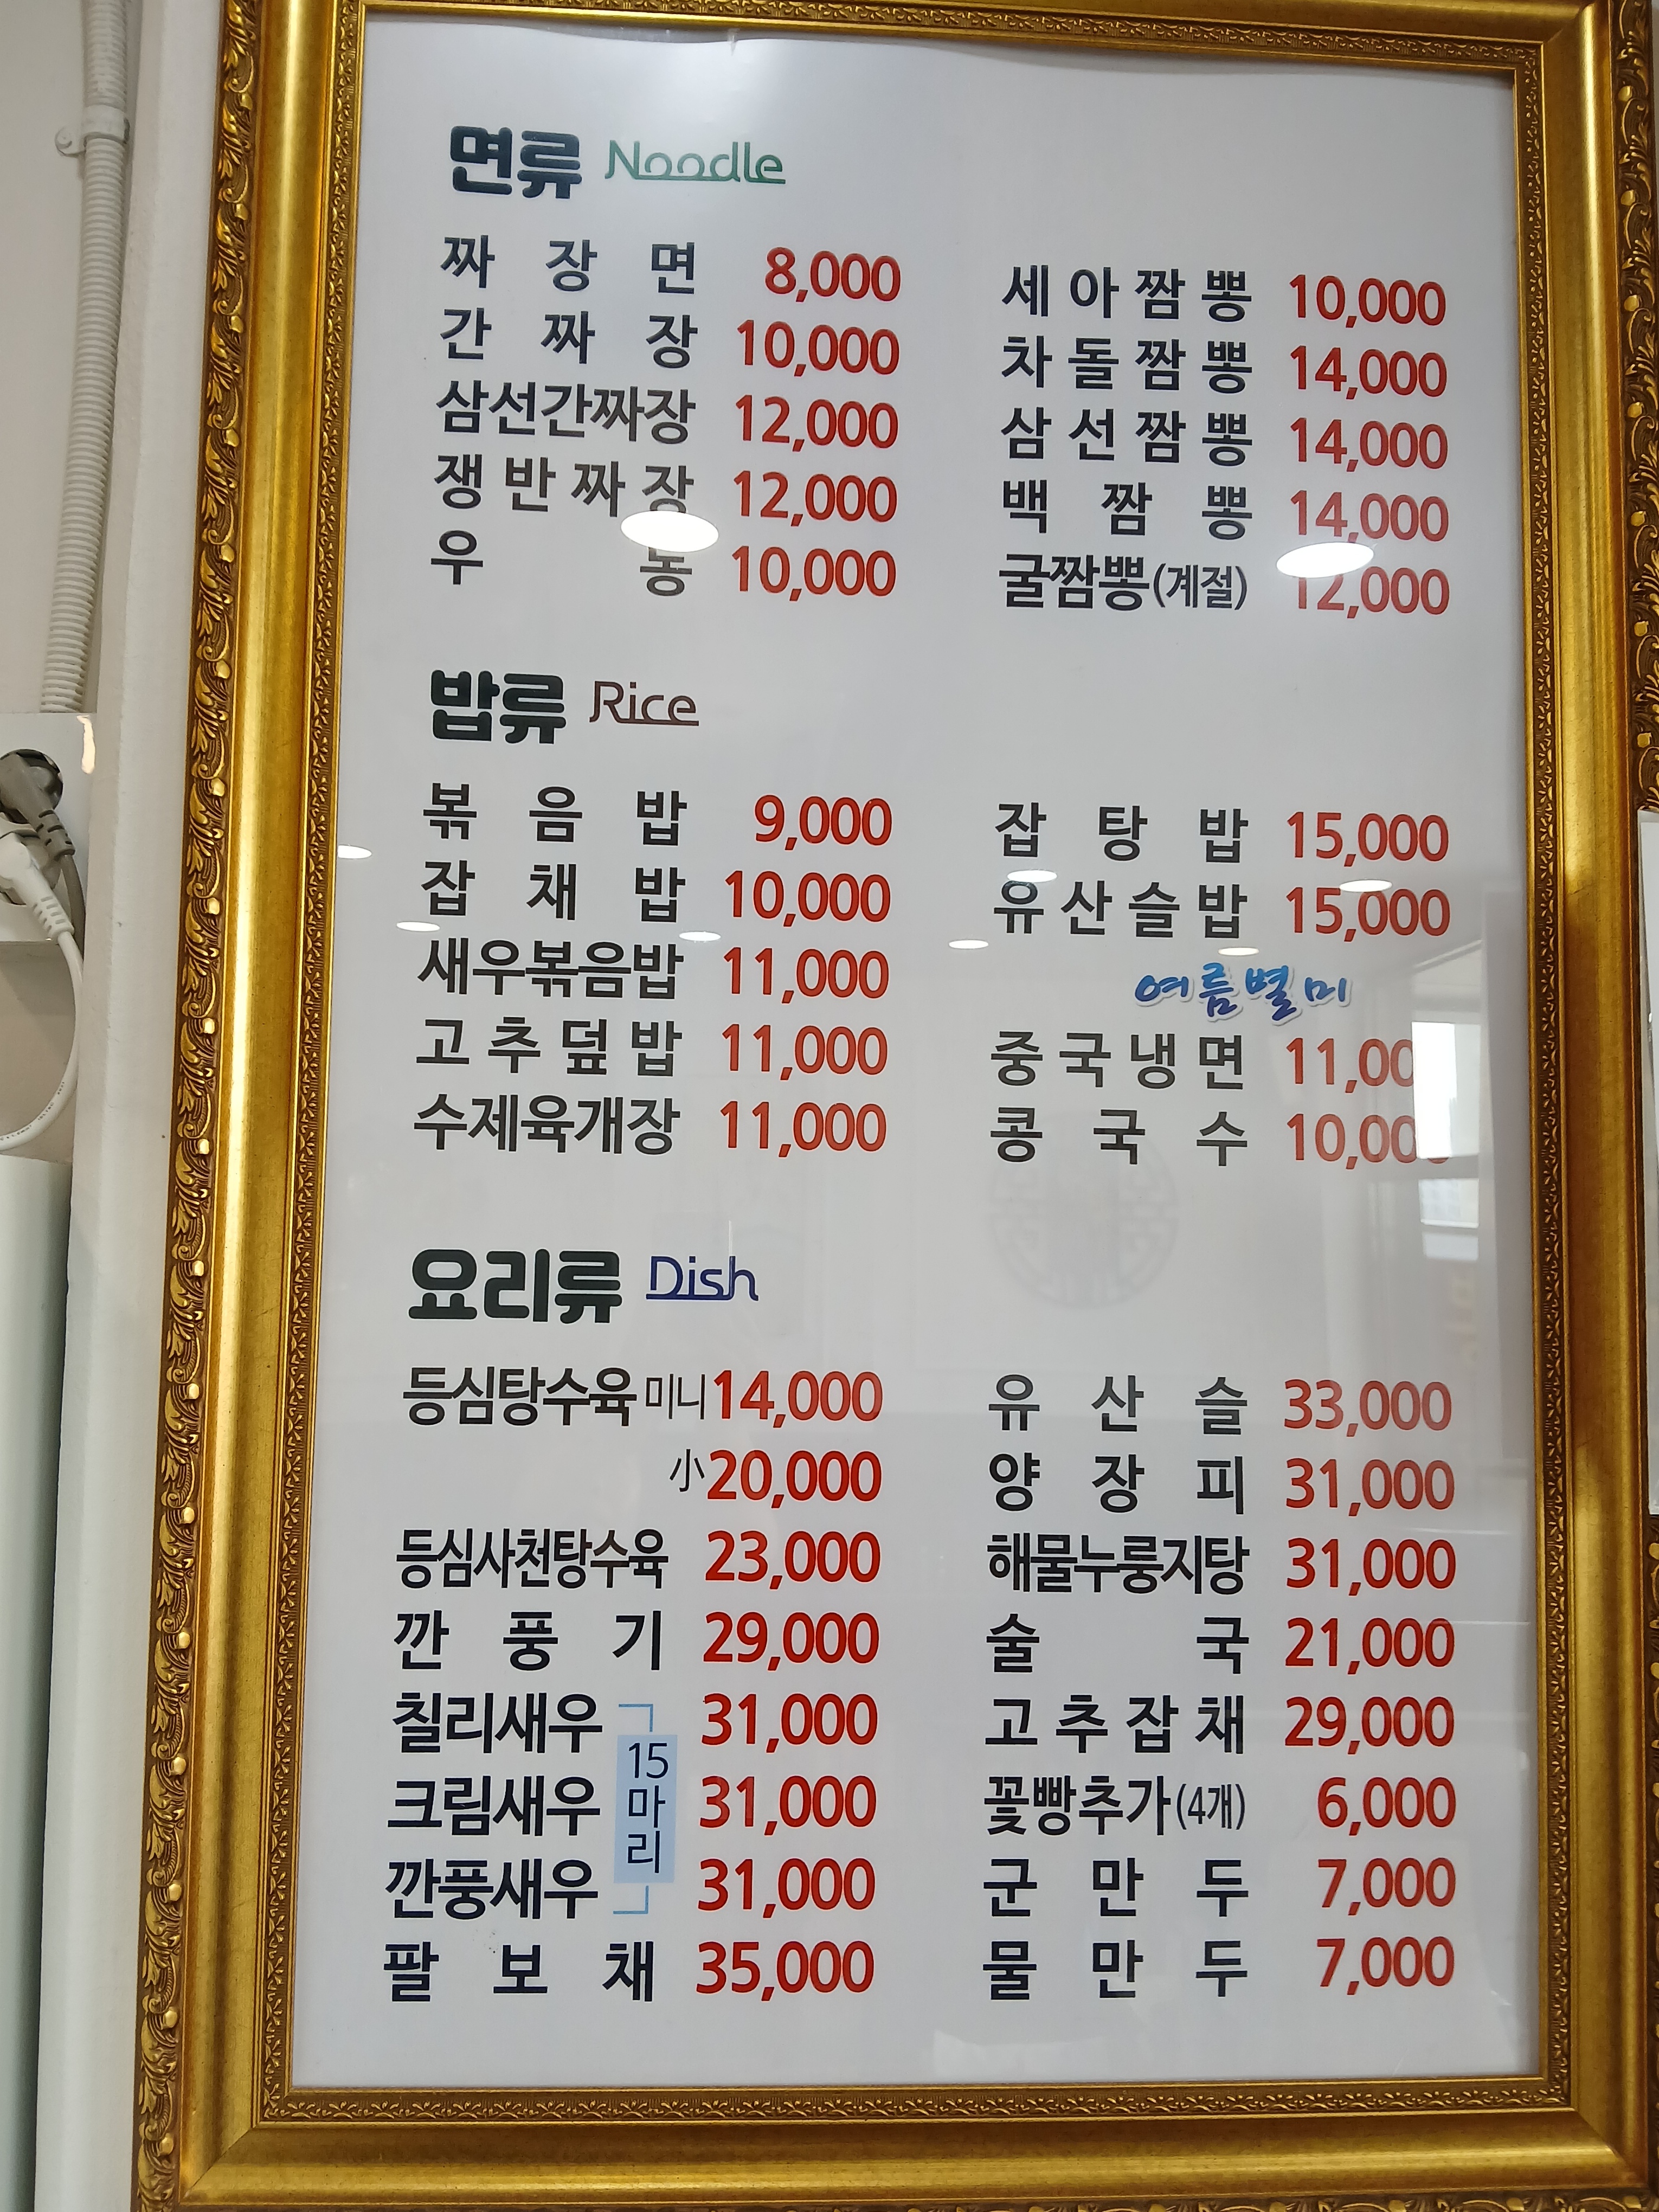 면류 Noodle
짜장면 8,000
간짜장 10,000
삼선간짜장 12,000
쟁반짜장 12,000
우동 10,000
세아짬뽕 10,000
차돌짬뽕 14,000
삼선짬뽕 14,000
백짬뽕 14,000
굴짬뽕(계절) 12,000
밥류 Rice
볶음밥 9,000
잡채밥 10,000
새우볶음밥 11,000
고추덮밥 11,000
수제육개장 11,000
잡탕밥 15,000
유산슬밥 15,000
여름별미
중국냉면 11,00
콩국수 10,000
요리류 Dish
등심탕수육 미니 14,000
小 20,000
등심사천탕수육 23,000
깐풍기 29,000
칠리새우 31,000
크림새우 31,000
깐풍새우 31,000
15마리
팔보채 35,000
유산슬 33,000
양장피 31,000
해물누룽지탕 31,000
술국 21,000
고추잡채 29,000
꽃빵추가(4개) 6,000
군만두 7,000
물만두 7,000